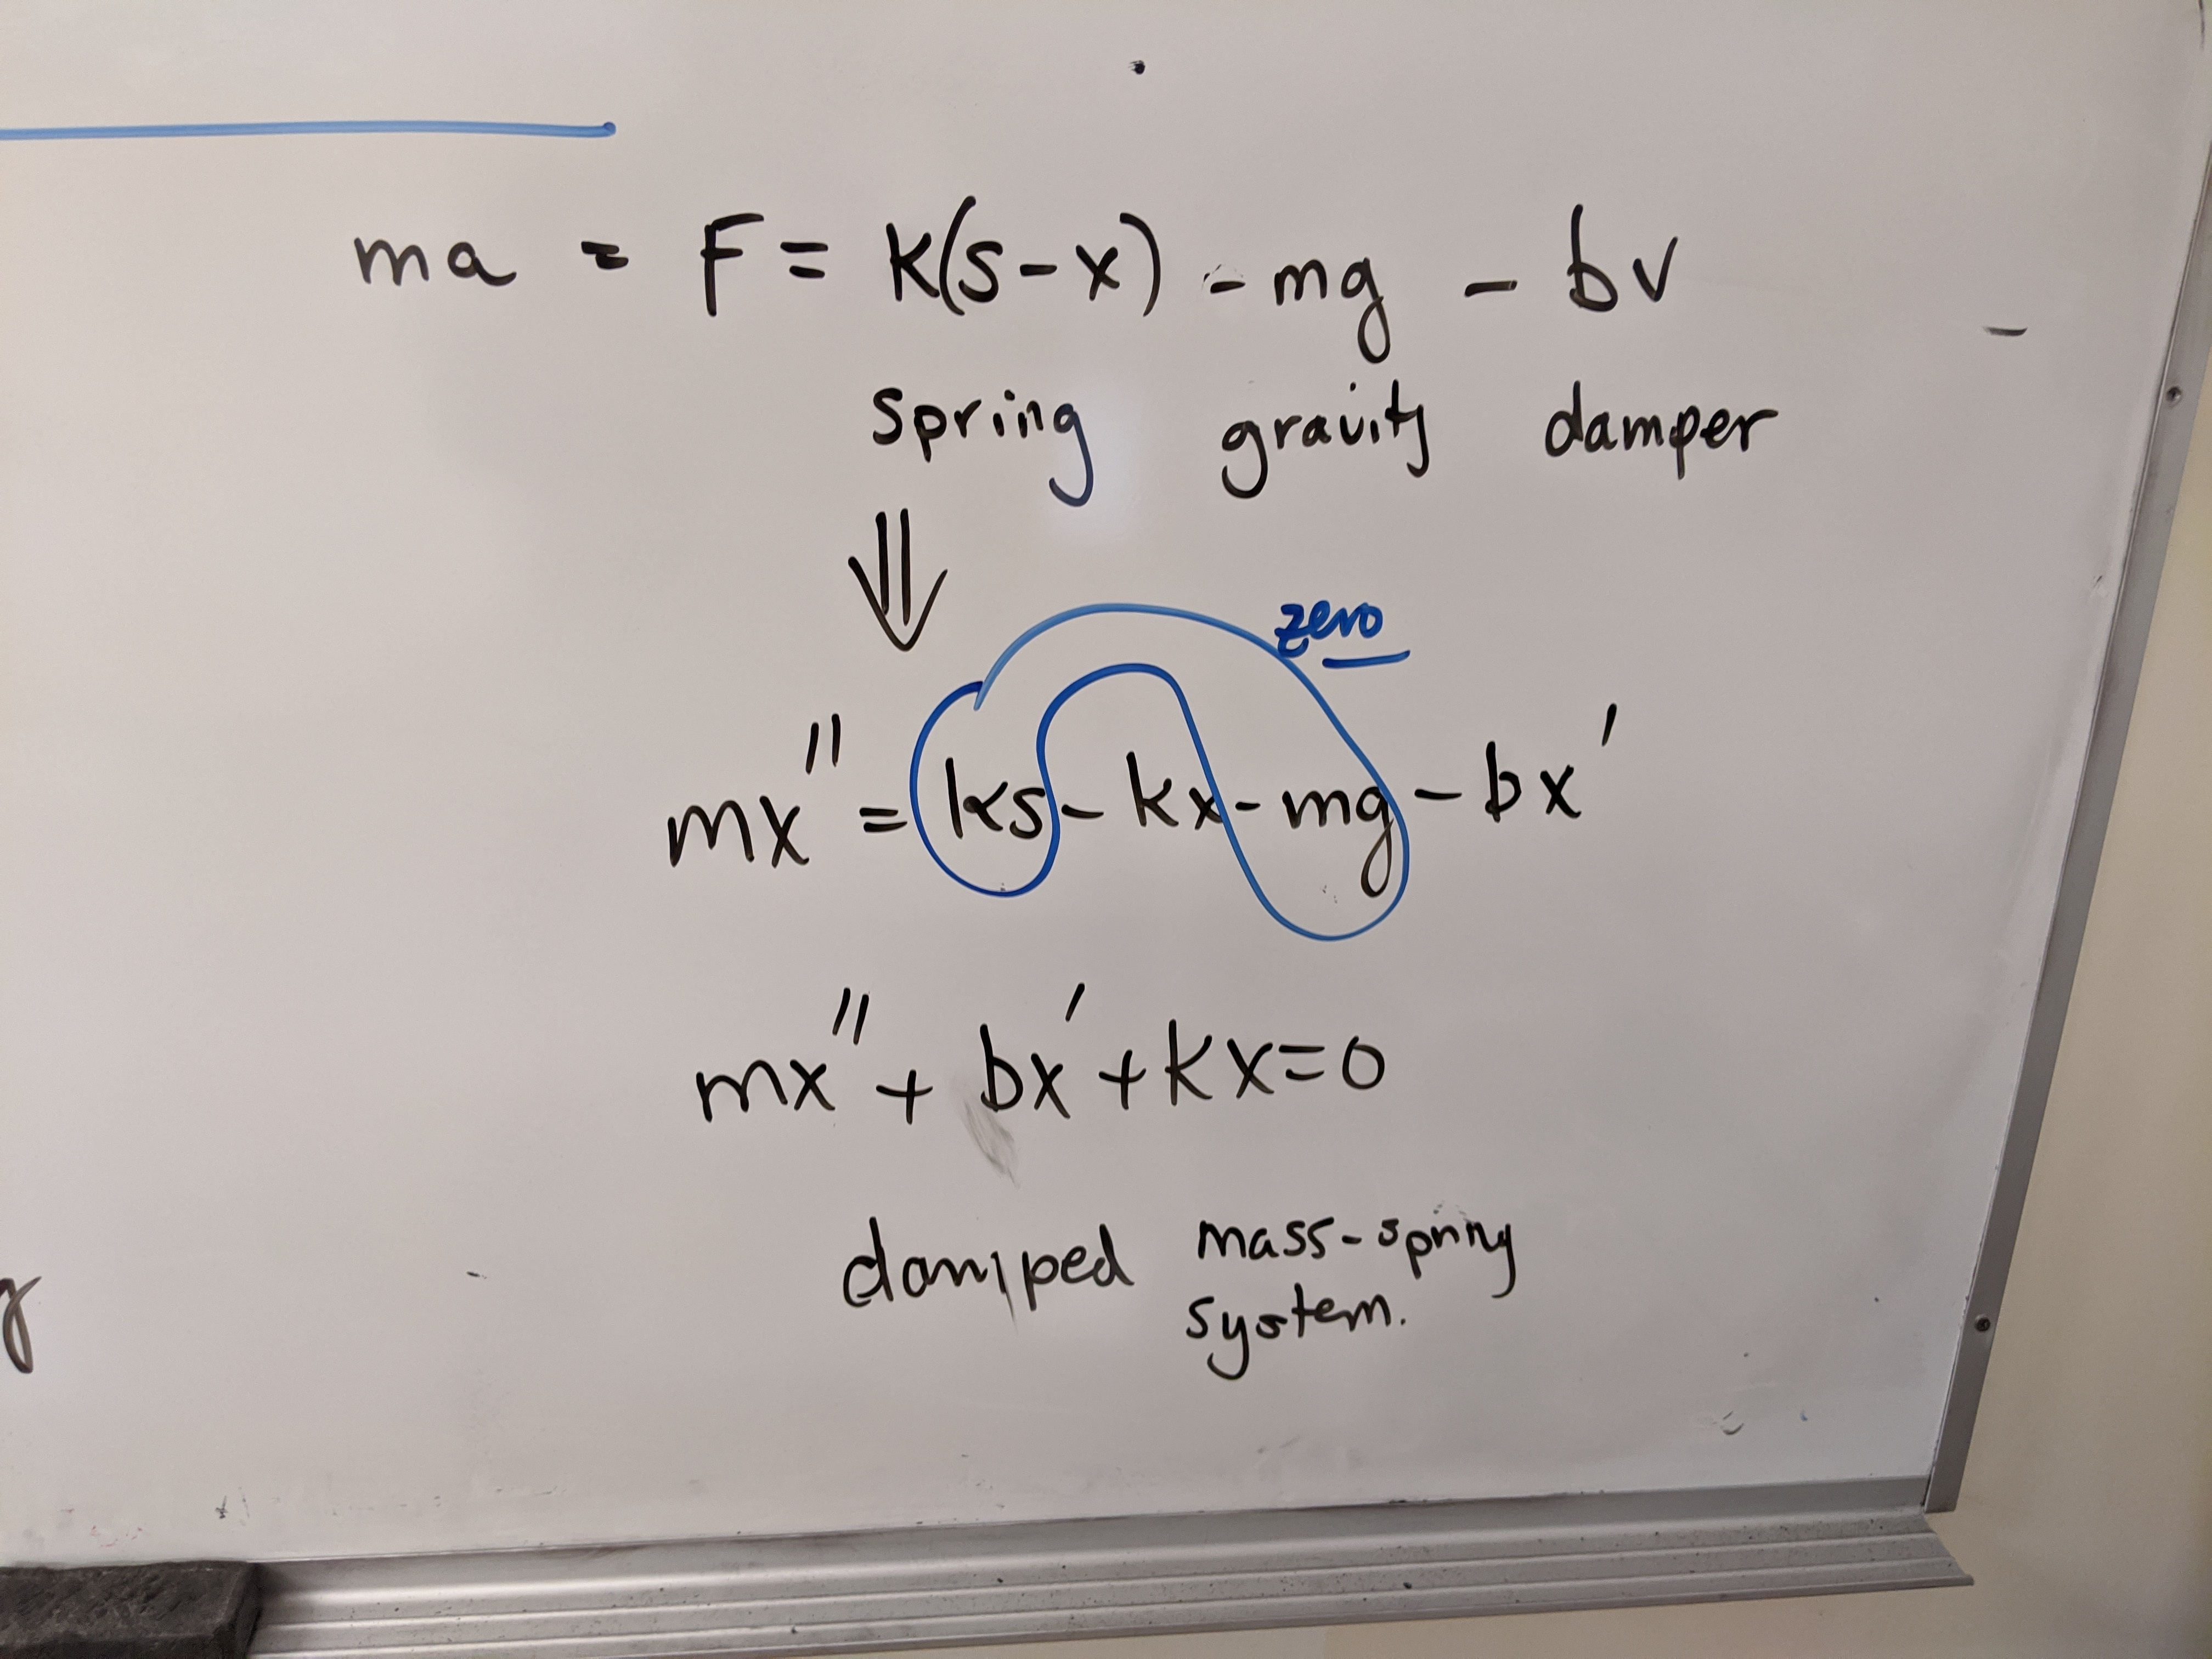 ma = F = k(s-x) - mg - bv
spring gravity damper
⇓
zero
mx'' = ks - kx - mg - bx'
mx'' + bx' + kx = 0
damped mass-spring
system.